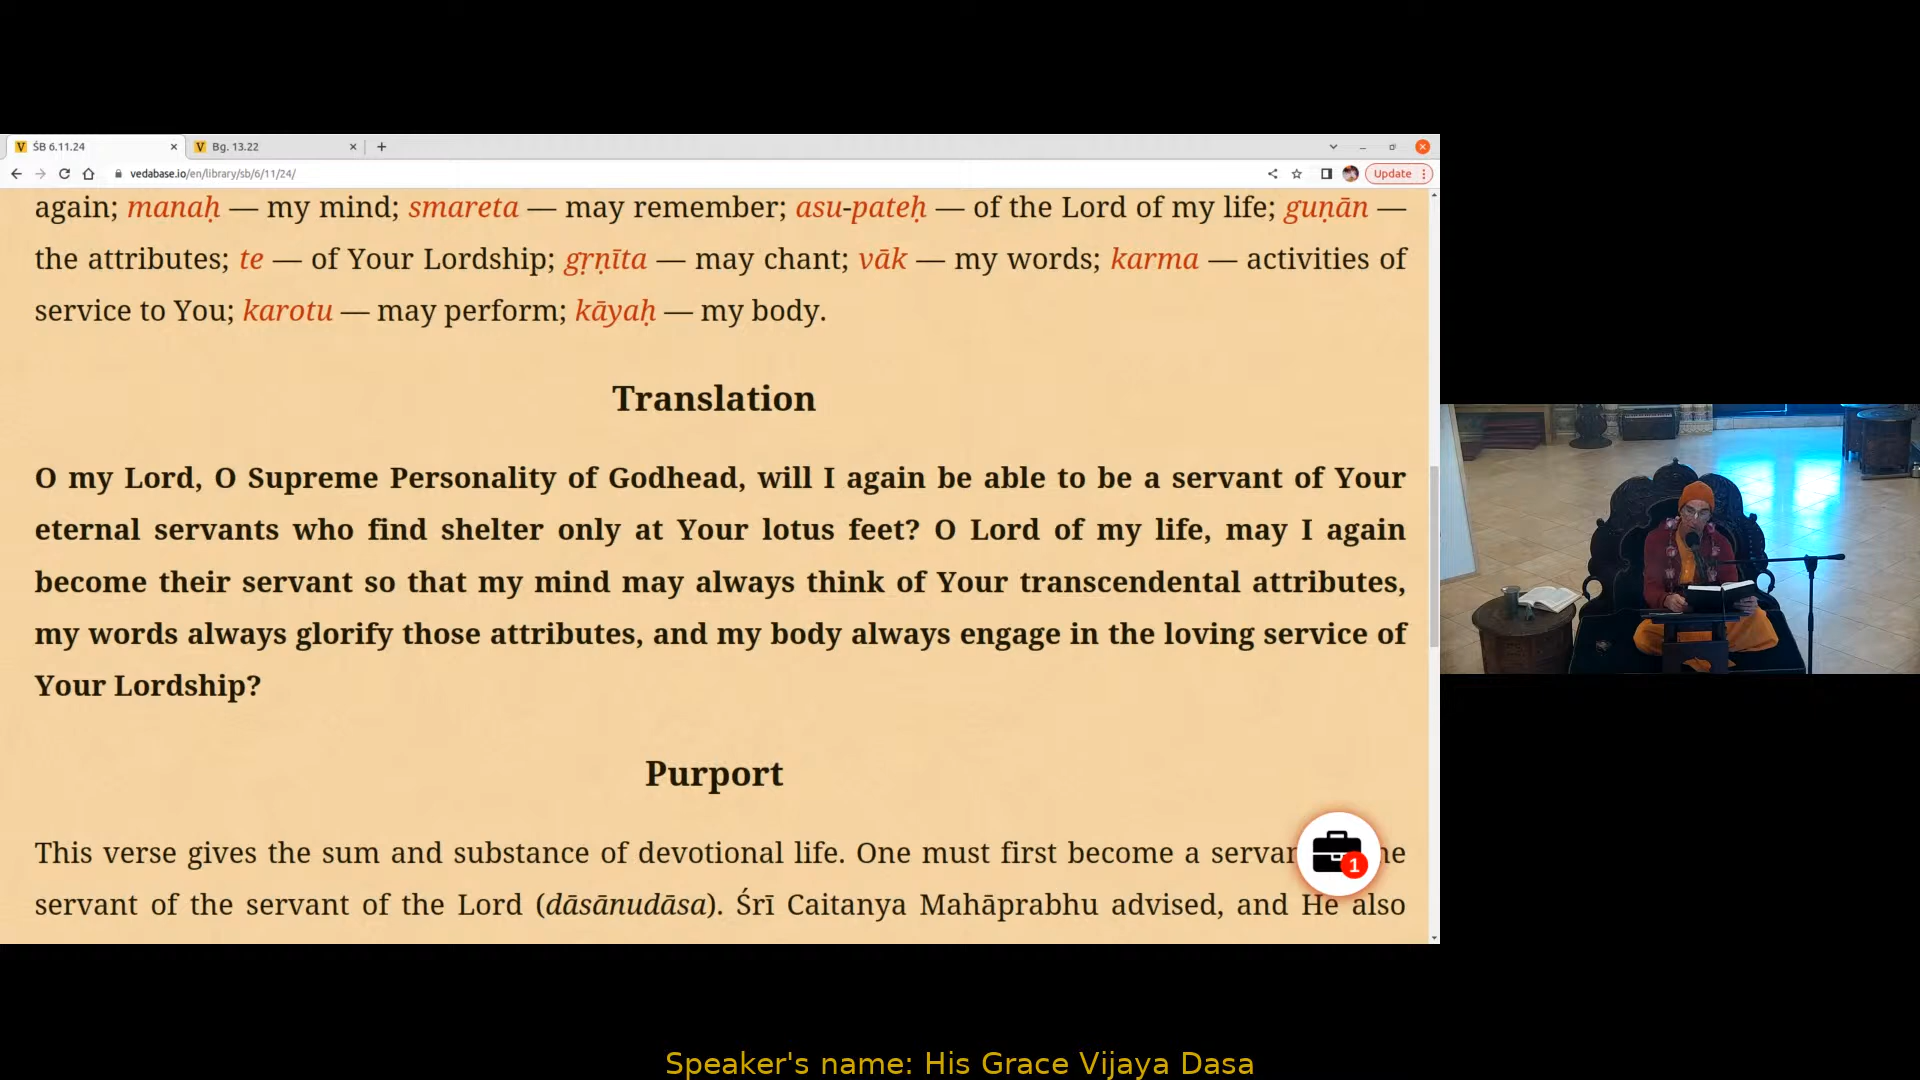 ŚB 6.11.24
Bg. 13.22
vedabase.io/en/library/sb/6/11/24/
Update
again; manaḥ — my mind; smareta — may remember; asu-pateḥ — of the Lord of my life; guṇān —
the attributes; te — of Your Lordship; gṛṇīta — may chant; vāk — my words; karma — activities of
service to You; karotu — may perform; kāyaḥ — my body.
Translation
O my Lord, O Supreme Personality of Godhead, will I again be able to be a servant of Your
eternal servants who find shelter only at Your lotus feet? O Lord of my life, may I again
become their servant so that my mind may always think of Your transcendental attributes,
my words always glorify those attributes, and my body always engage in the loving service of
Your Lordship?
Purport
This verse gives the sum and substance of devotional life. One must first become a
servant of the servant of the Lord (dāsānudāsa). Śrī Caitanya Mahāprabhu advised, and He also
1
Speaker's name: His Grace Vijaya Dasa